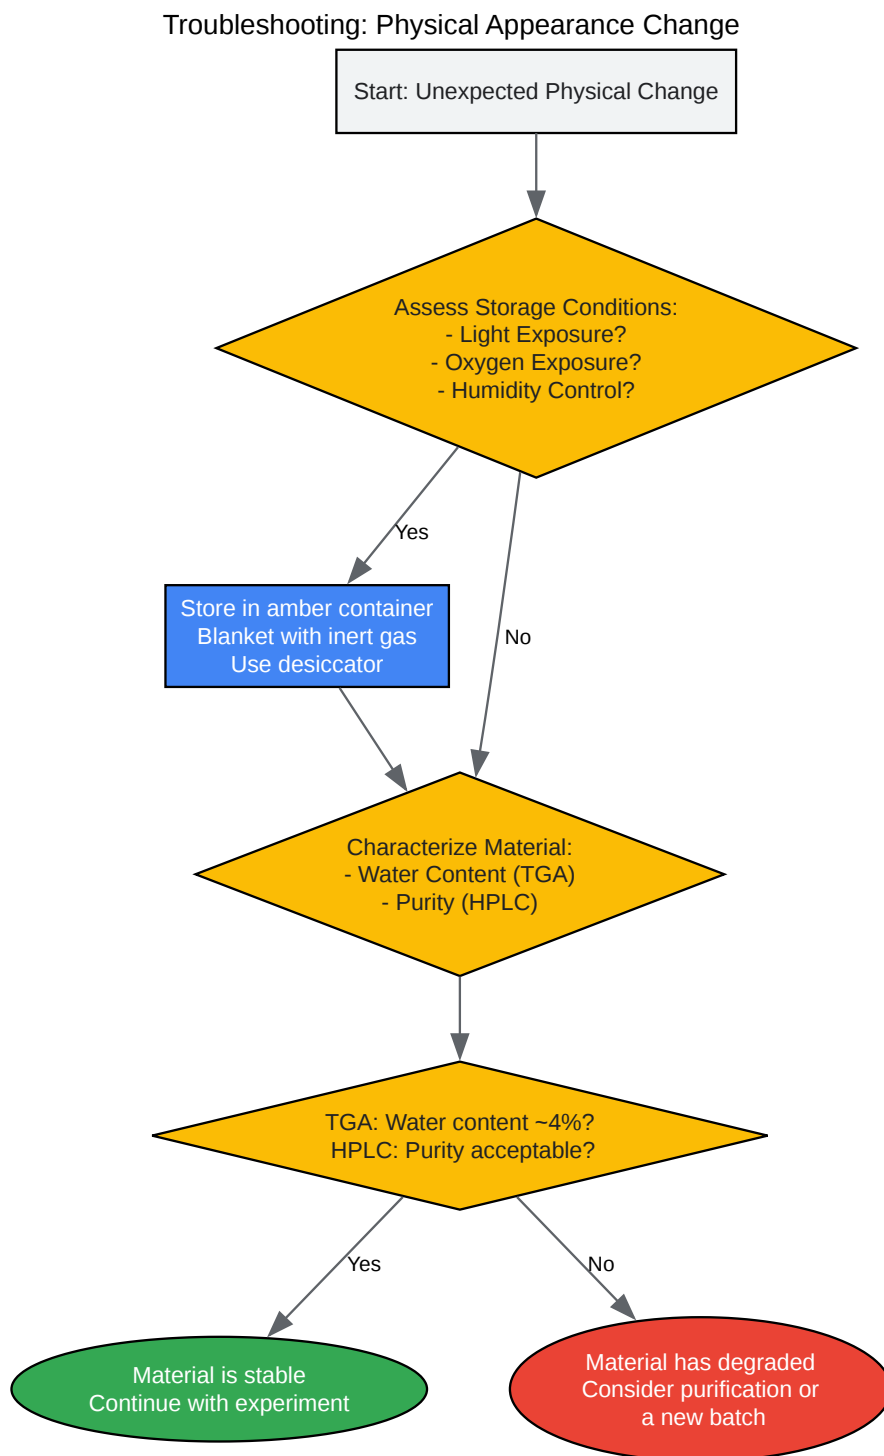 Troubleshooting: Physical Appearance Change
Start: Unexpected Physical Change
Assess Storage Conditions:
- Light Exposure?
- Oxygen Exposure?
- Humidity Control?
Yes
Store in amber container
Blanket with inert gas
Use desiccator
No
Characterize Material:
- Water Content (TGA)
- Purity (HPLC)
TGA: Water content ~4%?
HPLC: Purity acceptable?
Yes
No
Material is stable
Continue with experiment
Material has degraded
Consider purification or
a new batch